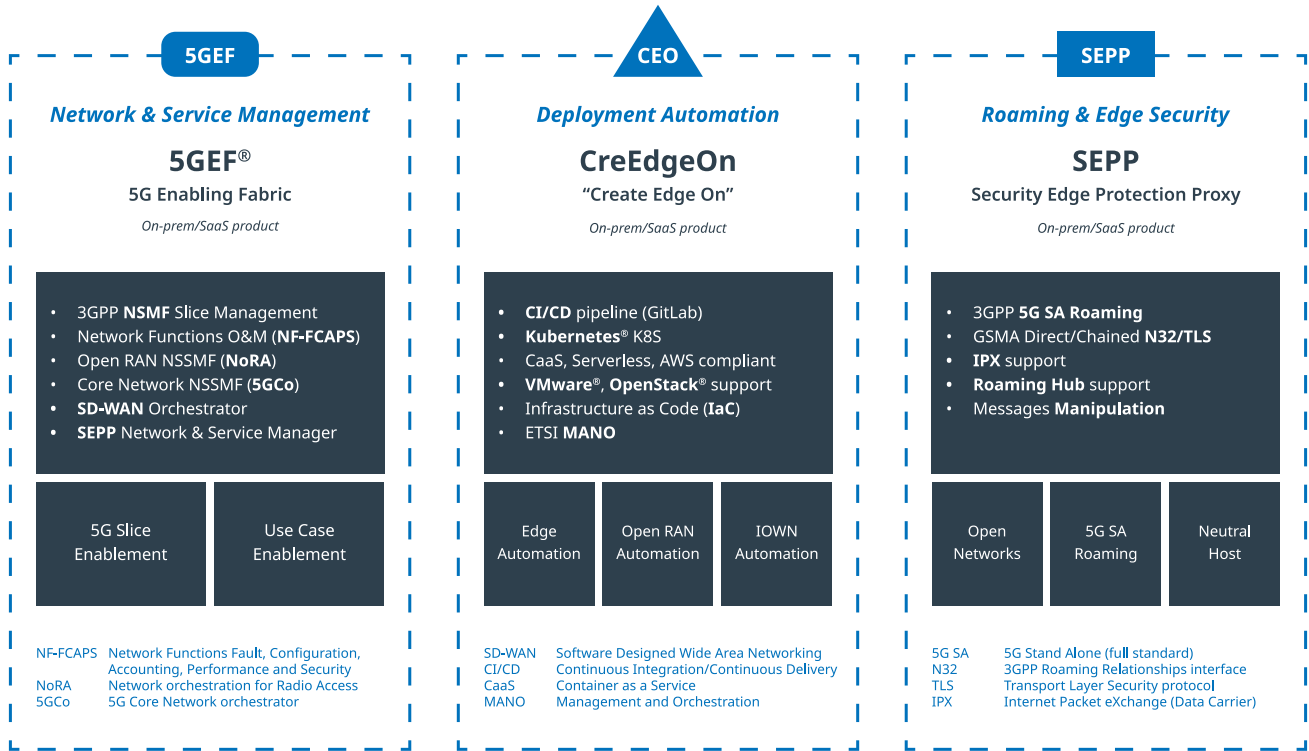 5GEF
Network & Service Management
5GEF®
5G Enabling Fabric
On-prem/SaaS product
• 3GPP NSMF Slice Management
• Network Functions O&M (NF-FCAPS)
• Open RAN NSSMF (NoRA)
• Core Network NSSMF (5GCo)
• SD-WAN Orchestrator
• SEPP Network & Service Manager
5G Slice
Enablement
Use Case
Enablement
NF-FCAPS Network Functions Fault, Configuration,
Accounting, Performance and Security
NoRA Network orchestration for Radio Access
5GCo 5G Core Network orchestrator
CEO
Deployment Automation
CreEdgeOn
“Create Edge On”
On-prem/SaaS product
• CI/CD pipeline (GitLab)
• Kubernetes® K8S
• CaaS, Serverless, AWS compliant
• VMware®, OpenStack® support
• Infrastructure as Code (IaC)
• ETSI MANO
Edge
Automation
Open RAN
Automation
IOWN
Automation
SD-WAN Software Designed Wide Area Networking
CI/CD Continuous Integration/Continuous Delivery
CaaS Container as a Service
MANO Management and Orchestration
SEPP
Roaming & Edge Security
SEPP
Security Edge Protection Proxy
On-prem/SaaS product
• 3GPP 5G SA Roaming
• GSMA Direct/Chained N32/TLS
• IPX support
• Roaming Hub support
• Messages Manipulation
Open
Networks
5G SA
Roaming
Neutral
Host
5G SA 5G Stand Alone (full standard)
N32 3GPP Roaming Relationships interface
TLS Transport Layer Security protocol
IPX Internet Packet eXchange (Data Carrier)